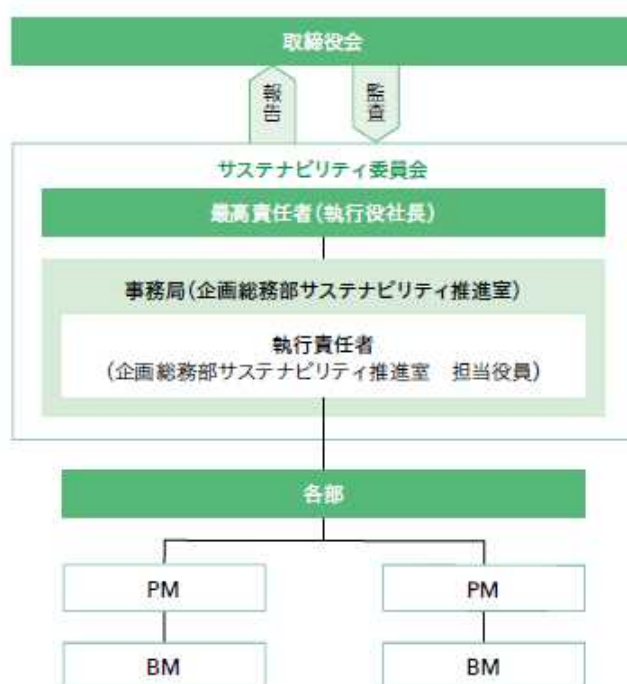 取締役会
報告
監査
サステナビリティ委員会
最高責任者(執行役社長)
事務局(企画総務部サステナビリティ推進室)
執行責任者
(企画総務部サステナビリティ推進室　担当役員)
各部
PM
PM
BM
BM